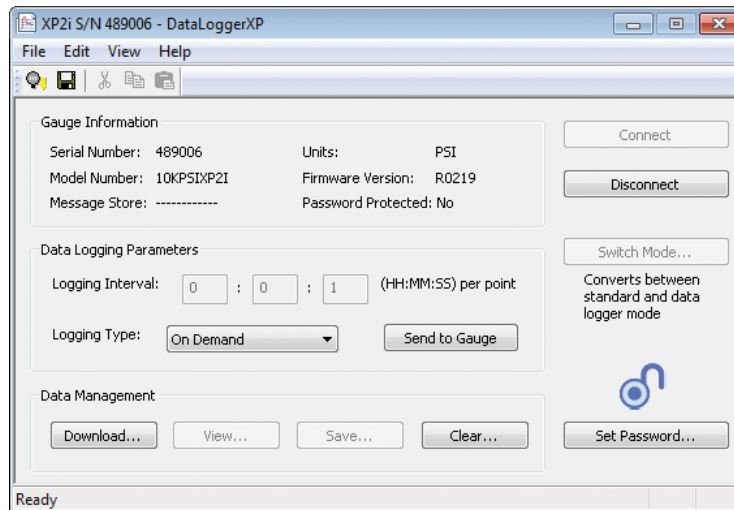 XP2i S/N 489006 - DataLoggerXP
File Edit View Help
Gauge Information
Serial Number: 489006 Units: PSI
Model Number: 10KPSIXP2I Firmware Version: R0219
Message Store: ------------ Password Protected: No
Connect
Disconnect
Data Logging Parameters
Logging Interval: 0 : 0 : 1 (HH:MM:SS) per point
Logging Type: On Demand Send to Gauge
Switch Mode...
Converts between
standard and data
logger mode
Data Management
Download... View... Save... Clear...
Set Password...
Ready